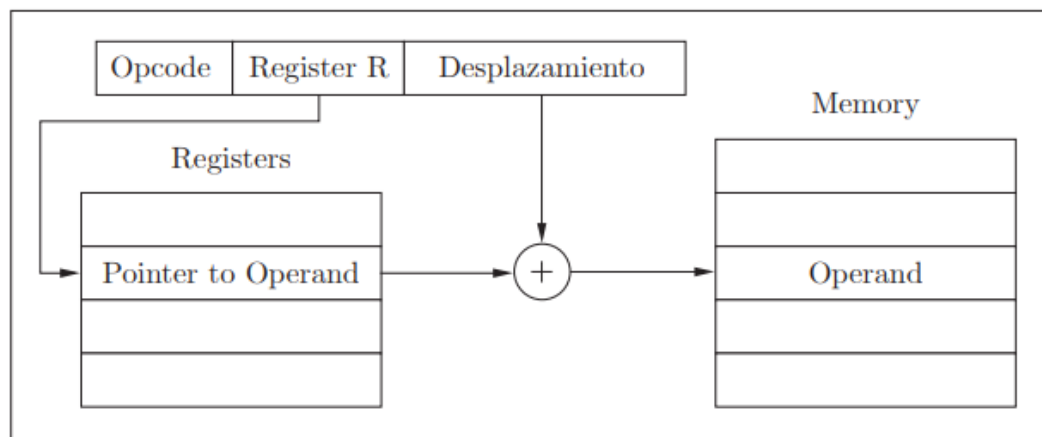 Opcode Register R Desplazamiento
Memory
Registers
Pointer to Operand + Operand